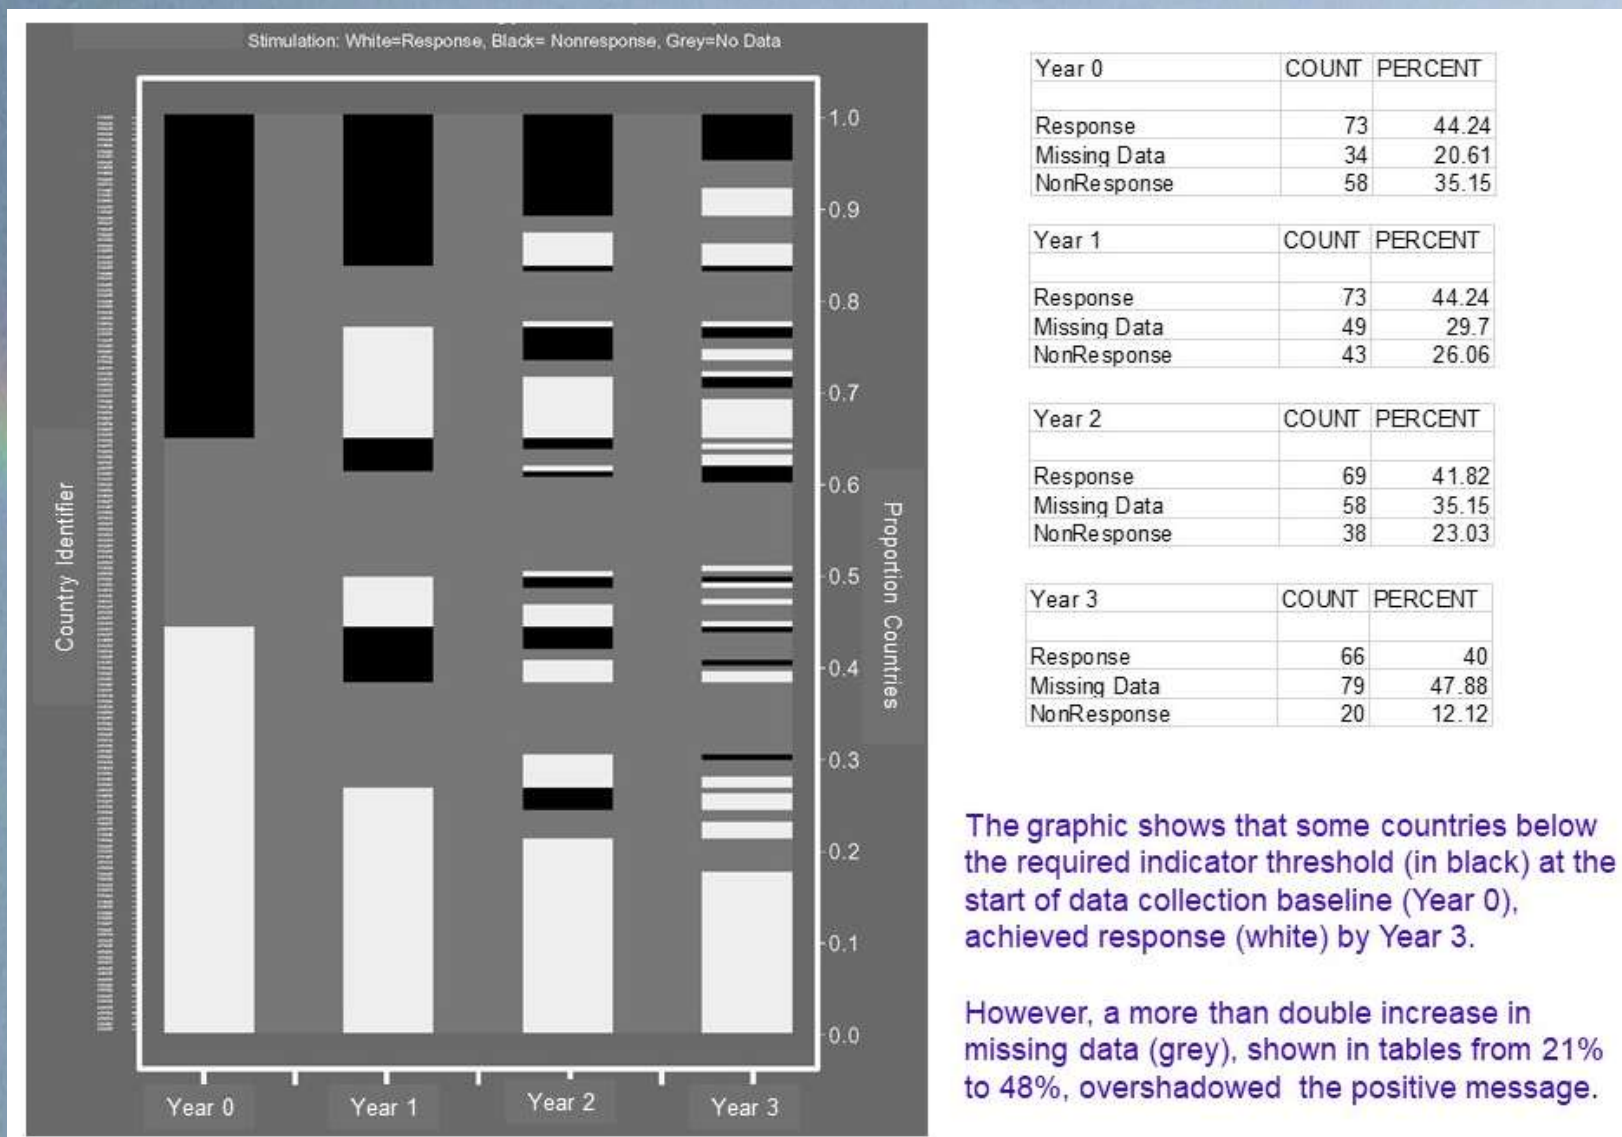 Stimulation: White=Response, Black= Nonresponse, Grey=No Data
Country Identifier
1.0
0.9
0.8
0.7
0.6
0.5
0.4
0.3
0.2
0.1
0.0
Proportion Countries
Year 0
Year 1
Year 2
Year 3
Year 0 COUNT PERCENT
Response 73 44.24
Missing Data 34 20.61
NonResponse 58 35.15
Year 1 COUNT PERCENT
Response 73 44.24
Missing Data 49 29.7
NonResponse 43 26.06
Year 2 COUNT PERCENT
Response 69 41.82
Missing Data 58 35.15
NonResponse 38 23.03
Year 3 COUNT PERCENT
Response 66 40
Missing Data 79 47.88
NonResponse 20 12.12
The graphic shows that some countries below
the required indicator threshold (in black) at the
start of data collection baseline (Year 0),
achieved response (white) by Year 3.
However, a more than double increase in
missing data (grey), shown in tables from 21%
to 48%, overshadowed the positive message.